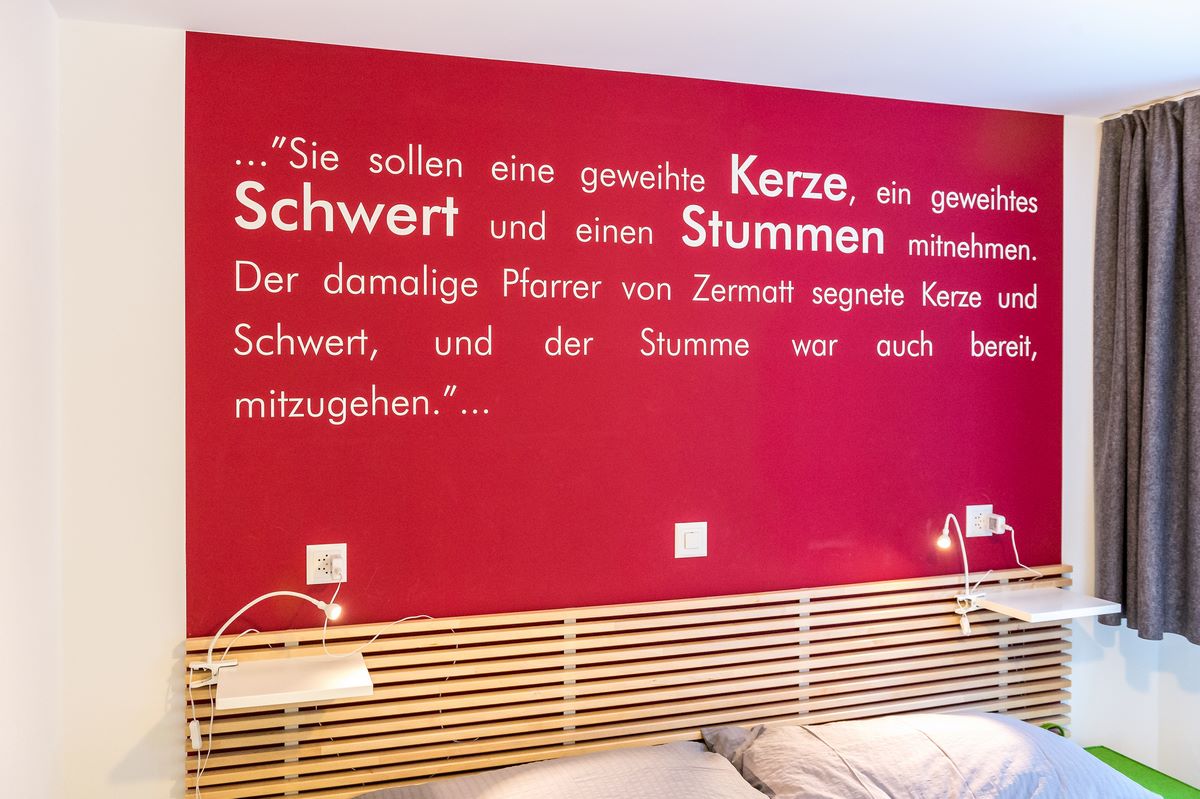 ..."Sie sollen eine geweihte Kerze, ein geweihtes
Schwert und einen Stummen mitnehmen.
Der damalige Pfarrer von Zermatt segnete Kerze und
Schwert, und der Stumme war auch bereit,
mitzugehen."...